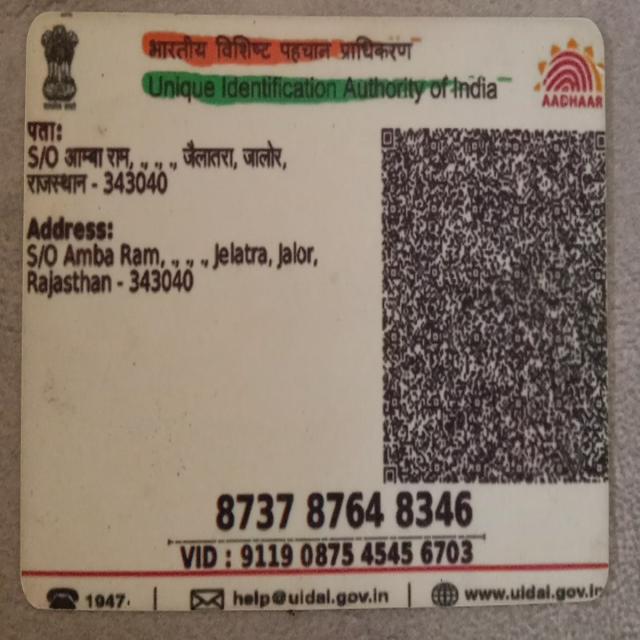 भारतीय विशिष्ट पहचान प्राधिकरण
Unique Identification Authority of India
AADHAAR
पता:
S/O आम्बा राम, ., ., ., जैलातरा, जालोर,
राजस्थान - 343040
Address:
S/O Amba Ram, ., ., ., Jelatra, Jalor,
Rajasthan - 343040
8737 8764 8346
VID : 9119 0875 4545 6703
1947
help@uidai.gov.in
www.uidai.gov.in